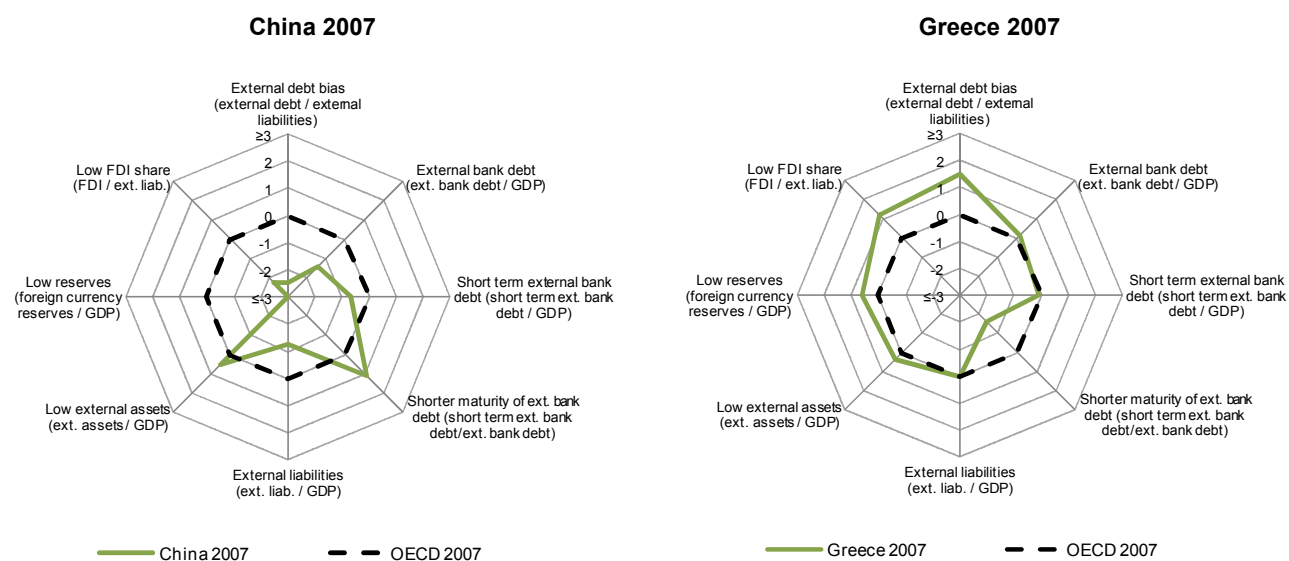 China 2007
External debt bias
(external debt / external
liabilities)
≥3
2
1
0
-1
-2
≤-3
External bank debt
(ext. bank debt / GDP)
Short term external bank
debt (short term ext. bank
debt / GDP)
Shorter maturity of ext. bank
debt (short term ext. bank
debt/ext. bank debt)
External liabilities
(ext. liab. / GDP)
Low external assets
(ext. assets / GDP)
Low reserves
(foreign currency
reserves / GDP)
Low FDI share
(FDI / ext. liab.)
China 2007
OECD 2007
Greece 2007
External debt bias
(external debt / external
liabilities)
≥3
2
1
0
-1
-2
≤-3
External bank debt
(ext. bank debt / GDP)
Short term external bank
debt (short term ext. bank
debt / GDP)
Shorter maturity of ext. bank
debt (short term ext. bank
debt/ext. bank debt)
External liabilities
(ext. liab. / GDP)
Low external assets
(ext. assets / GDP)
Low reserves
(foreign currency
reserves / GDP)
Low FDI share
(FDI / ext. liab.)
Greece 2007
OECD 2007